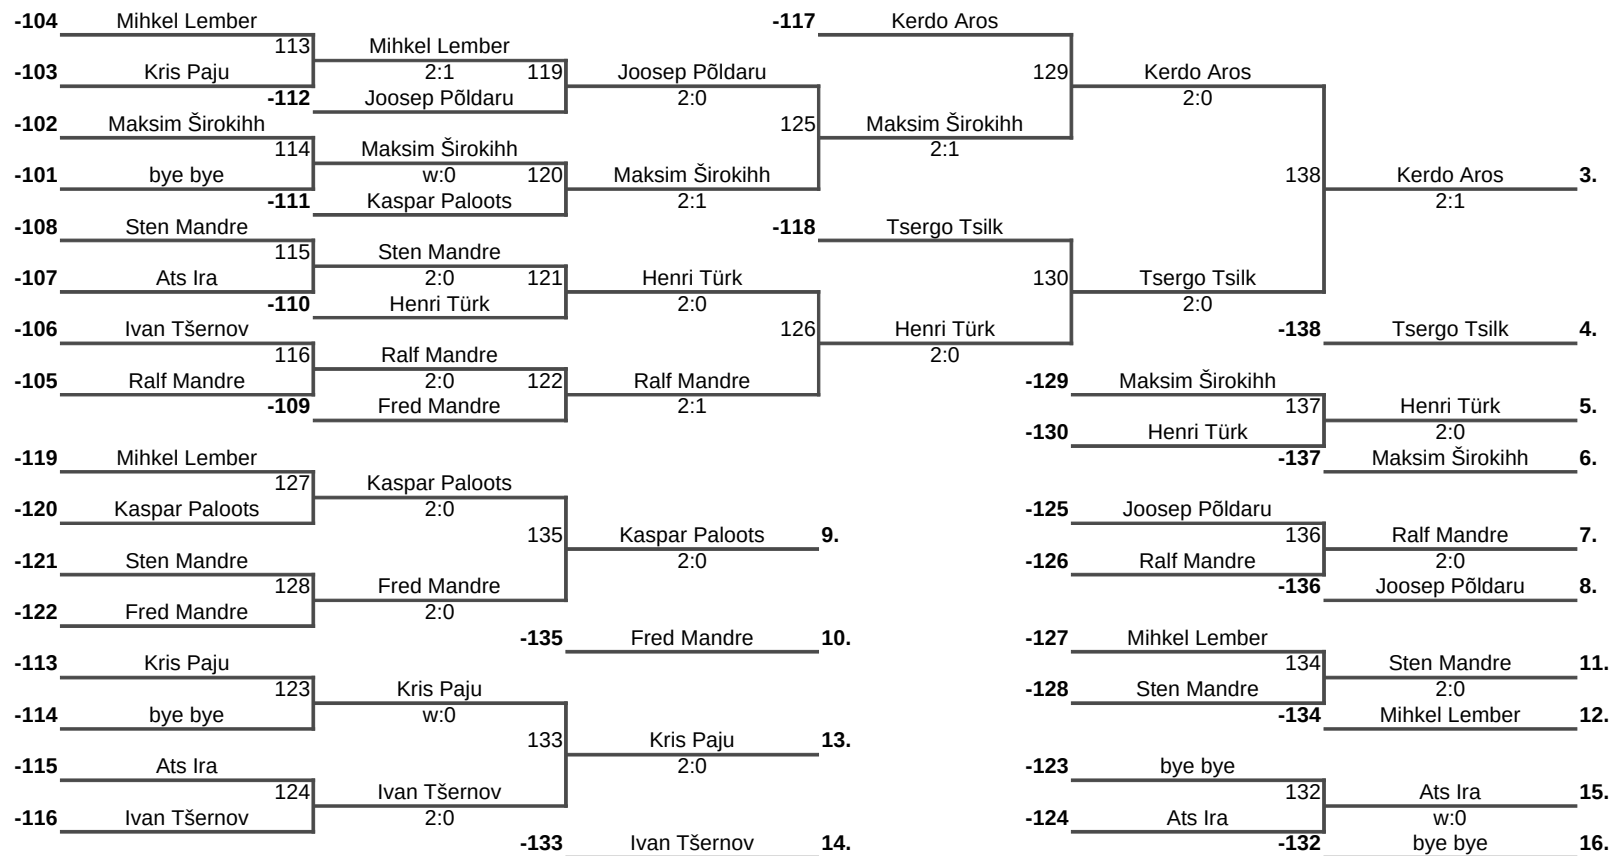 -104 Mihkel Lember -117 Kerdo Aros
113 Mihkel Lember
-103 Kris Paju 2:1 119 Joosep Põldaru 129 Kerdo Aros
-112 Joosep Põldaru 2:0 2:0
-102 Maksim Širokihh 125 Maksim Širokihh
114 Maksim Širokihh 2:1
-101 bye bye w:0 120 Maksim Širokihh 138 Kerdo Aros 3.
-111 Kaspar Paloots 2:1 2:1
-108 Sten Mandre -118 Tsergo Tsilk
115 Sten Mandre
-107 Ats Ira 2:0 121 Henri Türk 130 Tsergo Tsilk
-110 Henri Türk 2:0 2:0
-106 Ivan Tšernov 126 Henri Türk -138 Tsergo Tsilk 4.
116 Ralf Mandre 2:0
-105 Ralf Mandre 2:0 122 Ralf Mandre -129 Maksim Širokihh
-109 Fred Mandre 2:1 137 Henri Türk 5.
-130 Henri Türk 2:0
-119 Mihkel Lember -137 Maksim Širokihh 6.
127 Kaspar Paloots
-120 Kaspar Paloots 2:0 -125 Joosep Põldaru
135 Kaspar Paloots 9. 136 Ralf Mandre 7.
-121 Sten Mandre 2:0 -126 Ralf Mandre 2:0
128 Fred Mandre -136 Joosep Põldaru 8.
-122 Fred Mandre 2:0
-135 Fred Mandre 10. -127 Mihkel Lember
-113 Kris Paju 134 Sten Mandre 11.
123 Kris Paju -128 Sten Mandre 2:0
-114 bye bye w:0 -134 Mihkel Lember 12.
133 Kris Paju 13.
-115 Ats Ira 2:0 -123 bye bye
124 Ivan Tšernov 132 Ats Ira 15.
-116 Ivan Tšernov 2:0 -124 Ats Ira w:0
-133 Ivan Tšernov 14. -132 bye bye 16.